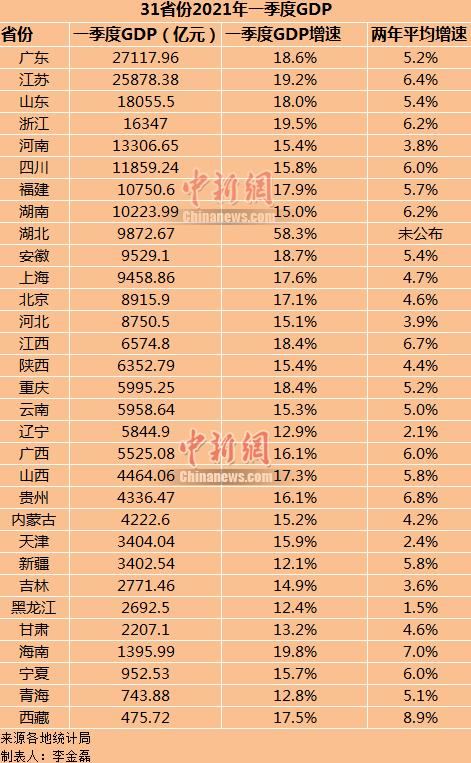 31省份2021年一季度GDP
省份 一季度GDP（亿元） 一季度GDP增速 两年平均增速
广东 27117.96 18.6% 5.2%
江苏 25878.38 19.2% 6.4%
山东 18055.5 18.0% 5.4%
浙江 16347 19.5% 6.2%
河南 13306.65 15.4% 3.8%
四川 11859.24 15.8% 6.0%
福建 10750.6 17.9% 5.7%
湖南 10223.99 15.0% 6.2%
湖北 9872.67 58.3% 未公布
安徽 9529.1 18.7% 5.4%
上海 9458.86 17.6% 4.7%
北京 8915.9 17.1% 4.6%
河北 8750.5 15.1% 3.9%
江西 6574.8 18.4% 6.7%
陕西 6352.79 15.4% 4.4%
重庆 5995.25 18.4% 5.2%
云南 5958.64 15.3% 5.0%
辽宁 5844.9 12.9% 2.1%
广西 5525.08 16.1% 6.0%
山西 4464.06 17.3% 5.8%
贵州 4336.47 16.1% 6.8%
内蒙古 4222.6 15.2% 4.2%
天津 3404.04 15.9% 2.4%
新疆 3402.54 12.1% 5.8%
吉林 2771.46 14.9% 3.6%
黑龙江 2692.5 12.4% 1.5%
甘肃 2207.1 13.2% 4.6%
海南 1395.99 19.8% 7.0%
宁夏 952.53 15.7% 6.0%
青海 743.88 12.8% 5.1%
西藏 475.72 17.5% 8.9%
来源各地统计局
制表人：李金磊
中新網
Chinanews.com
中新網
Chinanews.com